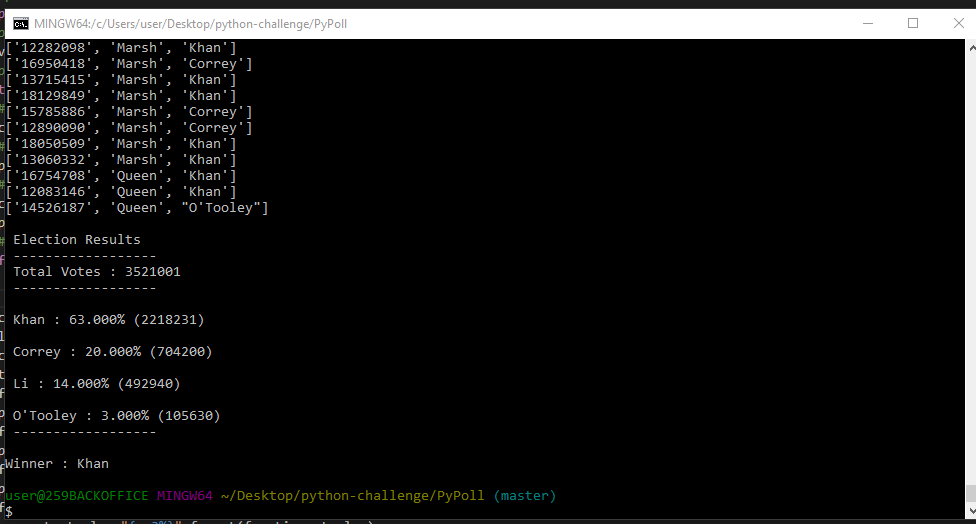 MINGW64:/c/Users/user/Desktop/python-challenge/PyPoll
['12282098', 'Marsh', 'Khan']
['16950418', 'Marsh', 'Correy']
['13715415', 'Marsh', 'Khan']
['18129849', 'Marsh', 'Khan']
['15785886', 'Marsh', 'Correy']
['12890090', 'Marsh', 'Correy']
['18050509', 'Marsh', 'Khan']
['13060332', 'Marsh', 'Khan']
['16754708', 'Queen', 'Khan']
['12083146', 'Queen', 'Khan']
['14526187', 'Queen', "O'Tooley"]
Election Results
------------------
Total Votes : 3521001
------------------
Khan : 63.000% (2218231)
Correy : 20.000% (704200)
Li : 14.000% (492940)
O'Tooley : 3.000% (105630)
------------------
Winner : Khan
user@259BACKOFFICE MINGW64 ~/Desktop/python-challenge/PyPoll (master)
$